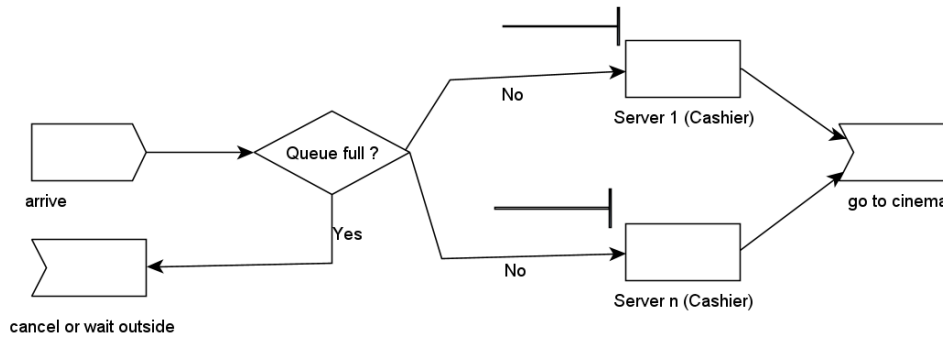 No
Server 1 (Cashier)
Queue full ?
arrive
go to cinema
Yes
No
Server n (Cashier)
cancel or wait outside